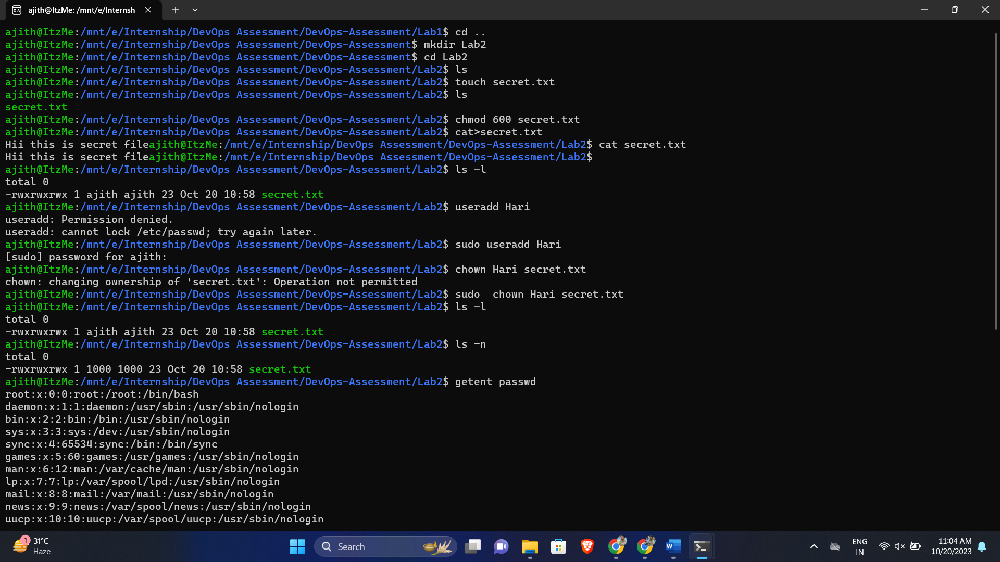 ajith@ItzMe: /mnt/e/Internsh
ajith@ItzMe:/mnt/e/Internship/DevOps Assessment/DevOps-Assessment/Lab1$ cd ..
ajith@ItzMe:/mnt/e/Internship/DevOps Assessment/DevOps-Assessment$ mkdir Lab2
ajith@ItzMe:/mnt/e/Internship/DevOps Assessment/DevOps-Assessment$ cd Lab2
ajith@ItzMe:/mnt/e/Internship/DevOps Assessment/DevOps-Assessment/Lab2$ ls
ajith@ItzMe:/mnt/e/Internship/DevOps Assessment/DevOps-Assessment/Lab2$ touch secret.txt
ajith@ItzMe:/mnt/e/Internship/DevOps Assessment/DevOps-Assessment/Lab2$ ls
secret.txt
ajith@ItzMe:/mnt/e/Internship/DevOps Assessment/DevOps-Assessment/Lab2$ chmod 600 secret.txt
ajith@ItzMe:/mnt/e/Internship/DevOps Assessment/DevOps-Assessment/Lab2$ cat>secret.txt
Hii this is secret fileajith@ItzMe:/mnt/e/Internship/DevOps Assessment/DevOps-Assessment/Lab2$ cat secret.txt
Hii this is secret fileajith@ItzMe:/mnt/e/Internship/DevOps Assessment/DevOps-Assessment/Lab2$
ajith@ItzMe:/mnt/e/Internship/DevOps Assessment/DevOps-Assessment/Lab2$ ls -l
total 0
-rwxrwxrwx 1 ajith ajith 23 Oct 20 10:58 secret.txt
ajith@ItzMe:/mnt/e/Internship/DevOps Assessment/DevOps-Assessment/Lab2$ useradd Hari
useradd: Permission denied.
useradd: cannot lock /etc/passwd; try again later.
ajith@ItzMe:/mnt/e/Internship/DevOps Assessment/DevOps-Assessment/Lab2$ sudo useradd Hari
[sudo] password for ajith:
ajith@ItzMe:/mnt/e/Internship/DevOps Assessment/DevOps-Assessment/Lab2$ chown Hari secret.txt
chown: changing ownership of 'secret.txt': Operation not permitted
ajith@ItzMe:/mnt/e/Internship/DevOps Assessment/DevOps-Assessment/Lab2$ sudo  chown Hari secret.txt
ajith@ItzMe:/mnt/e/Internship/DevOps Assessment/DevOps-Assessment/Lab2$ ls -l
total 0
-rwxrwxrwx 1 ajith ajith 23 Oct 20 10:58 secret.txt
ajith@ItzMe:/mnt/e/Internship/DevOps Assessment/DevOps-Assessment/Lab2$ ls -n
total 0
-rwxrwxrwx 1 1000 1000 23 Oct 20 10:58 secret.txt
ajith@ItzMe:/mnt/e/Internship/DevOps Assessment/DevOps-Assessment/Lab2$ getent passwd
root:x:0:0:root:/root:/bin/bash
daemon:x:1:1:daemon:/usr/sbin:/usr/sbin/nologin
bin:x:2:2:bin:/bin:/usr/sbin/nologin
sys:x:3:3:sys:/dev:/usr/sbin/nologin
sync:x:4:65534:sync:/bin:/bin/sync
games:x:5:60:games:/usr/games:/usr/sbin/nologin
man:x:6:12:man:/var/cache/man:/usr/sbin/nologin
lp:x:7:7:lp:/var/spool/lpd:/usr/sbin/nologin
mail:x:8:8:mail:/var/mail:/usr/sbin/nologin
news:x:9:9:news:/var/spool/news:/usr/sbin/nologin
uucp:x:10:10:uucp:/var/spool/uucp:/usr/sbin/nologin
1
31°C
Haze
Search
ENG
IN
11:04 AM
10/20/2023